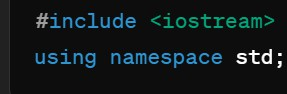 #include <iostream>
using namespace std;